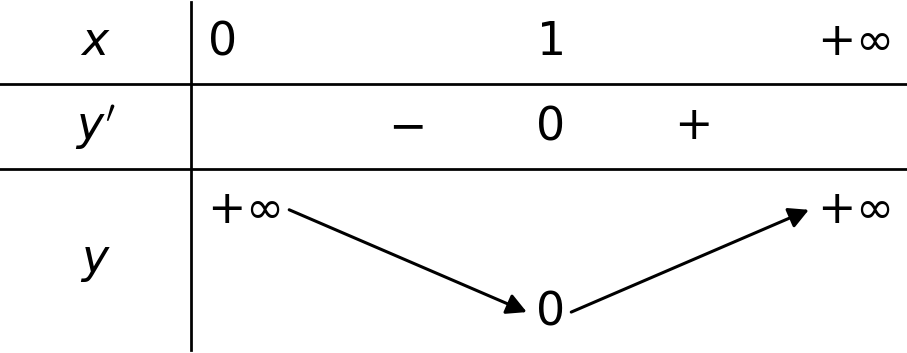 x 0 1 +∞
y′ − 0 +
+∞ +∞
y
0